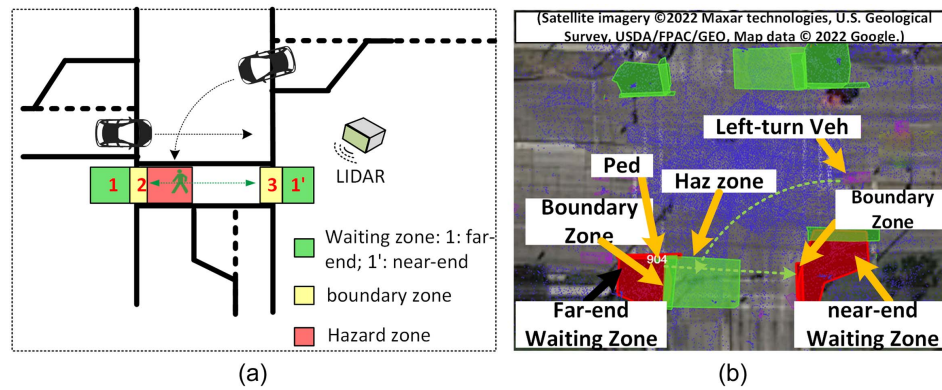 1
2
3
1'
LIDAR
Waiting zone: 1: far-
end; 1': near-end
boundary zone
Hazard zone
(a)
(Satellite imagery ©2022 Maxar technologies, U.S. Geological
Survey, USDA/FPAC/GEO, Map data © 2022 Google.)
Left-turn Veh
Ped
Haz zone
Boundary
Zone
Boundary
Zone
904
Far-end
Waiting Zone
near-end
Waiting Zone
(b)